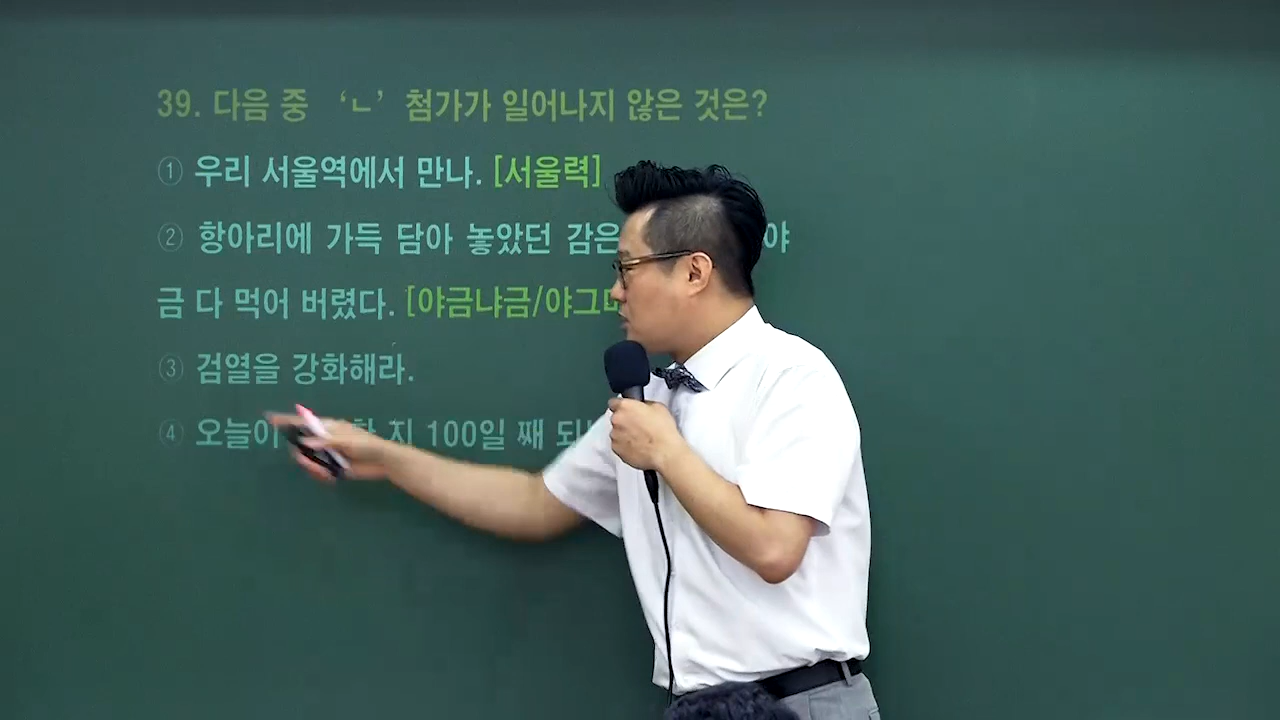 39. 다음 중 ‘ㄴ’ 첨가가 일어나지 않은 것은?
① 우리 서울역에서 만나. [서울력]
② 항아리에 가득 담아 놓았던 감은
금 다 먹어 버렸다. [야금냐금/야그
③ 검열을 강화해라.
④ 오늘이 지 100일 째